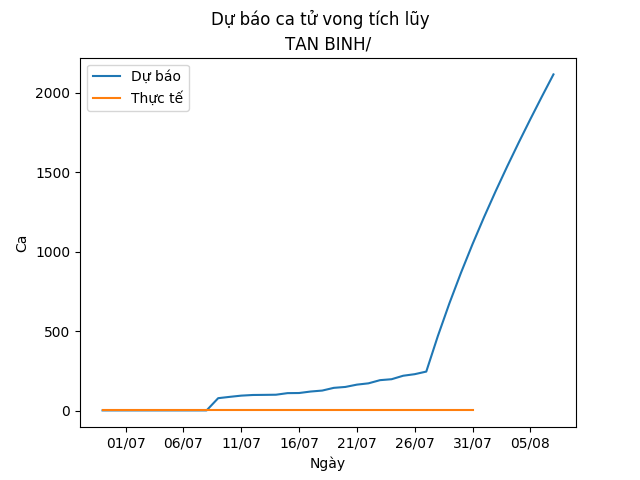 Dự báo ca tử vong tích lũy
TAN BINH/
Dự báo
Thực tế
2000
1500
1000
500
0
Ca
01/07 06/07 11/07 16/07 21/07 26/07 31/07 05/08
Ngày